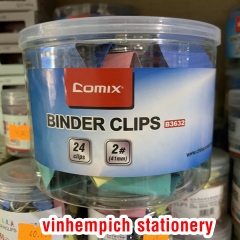 COMIX
BINDER CLIPS B3632
24 clips
2# (41mm)
vinhempich stationery